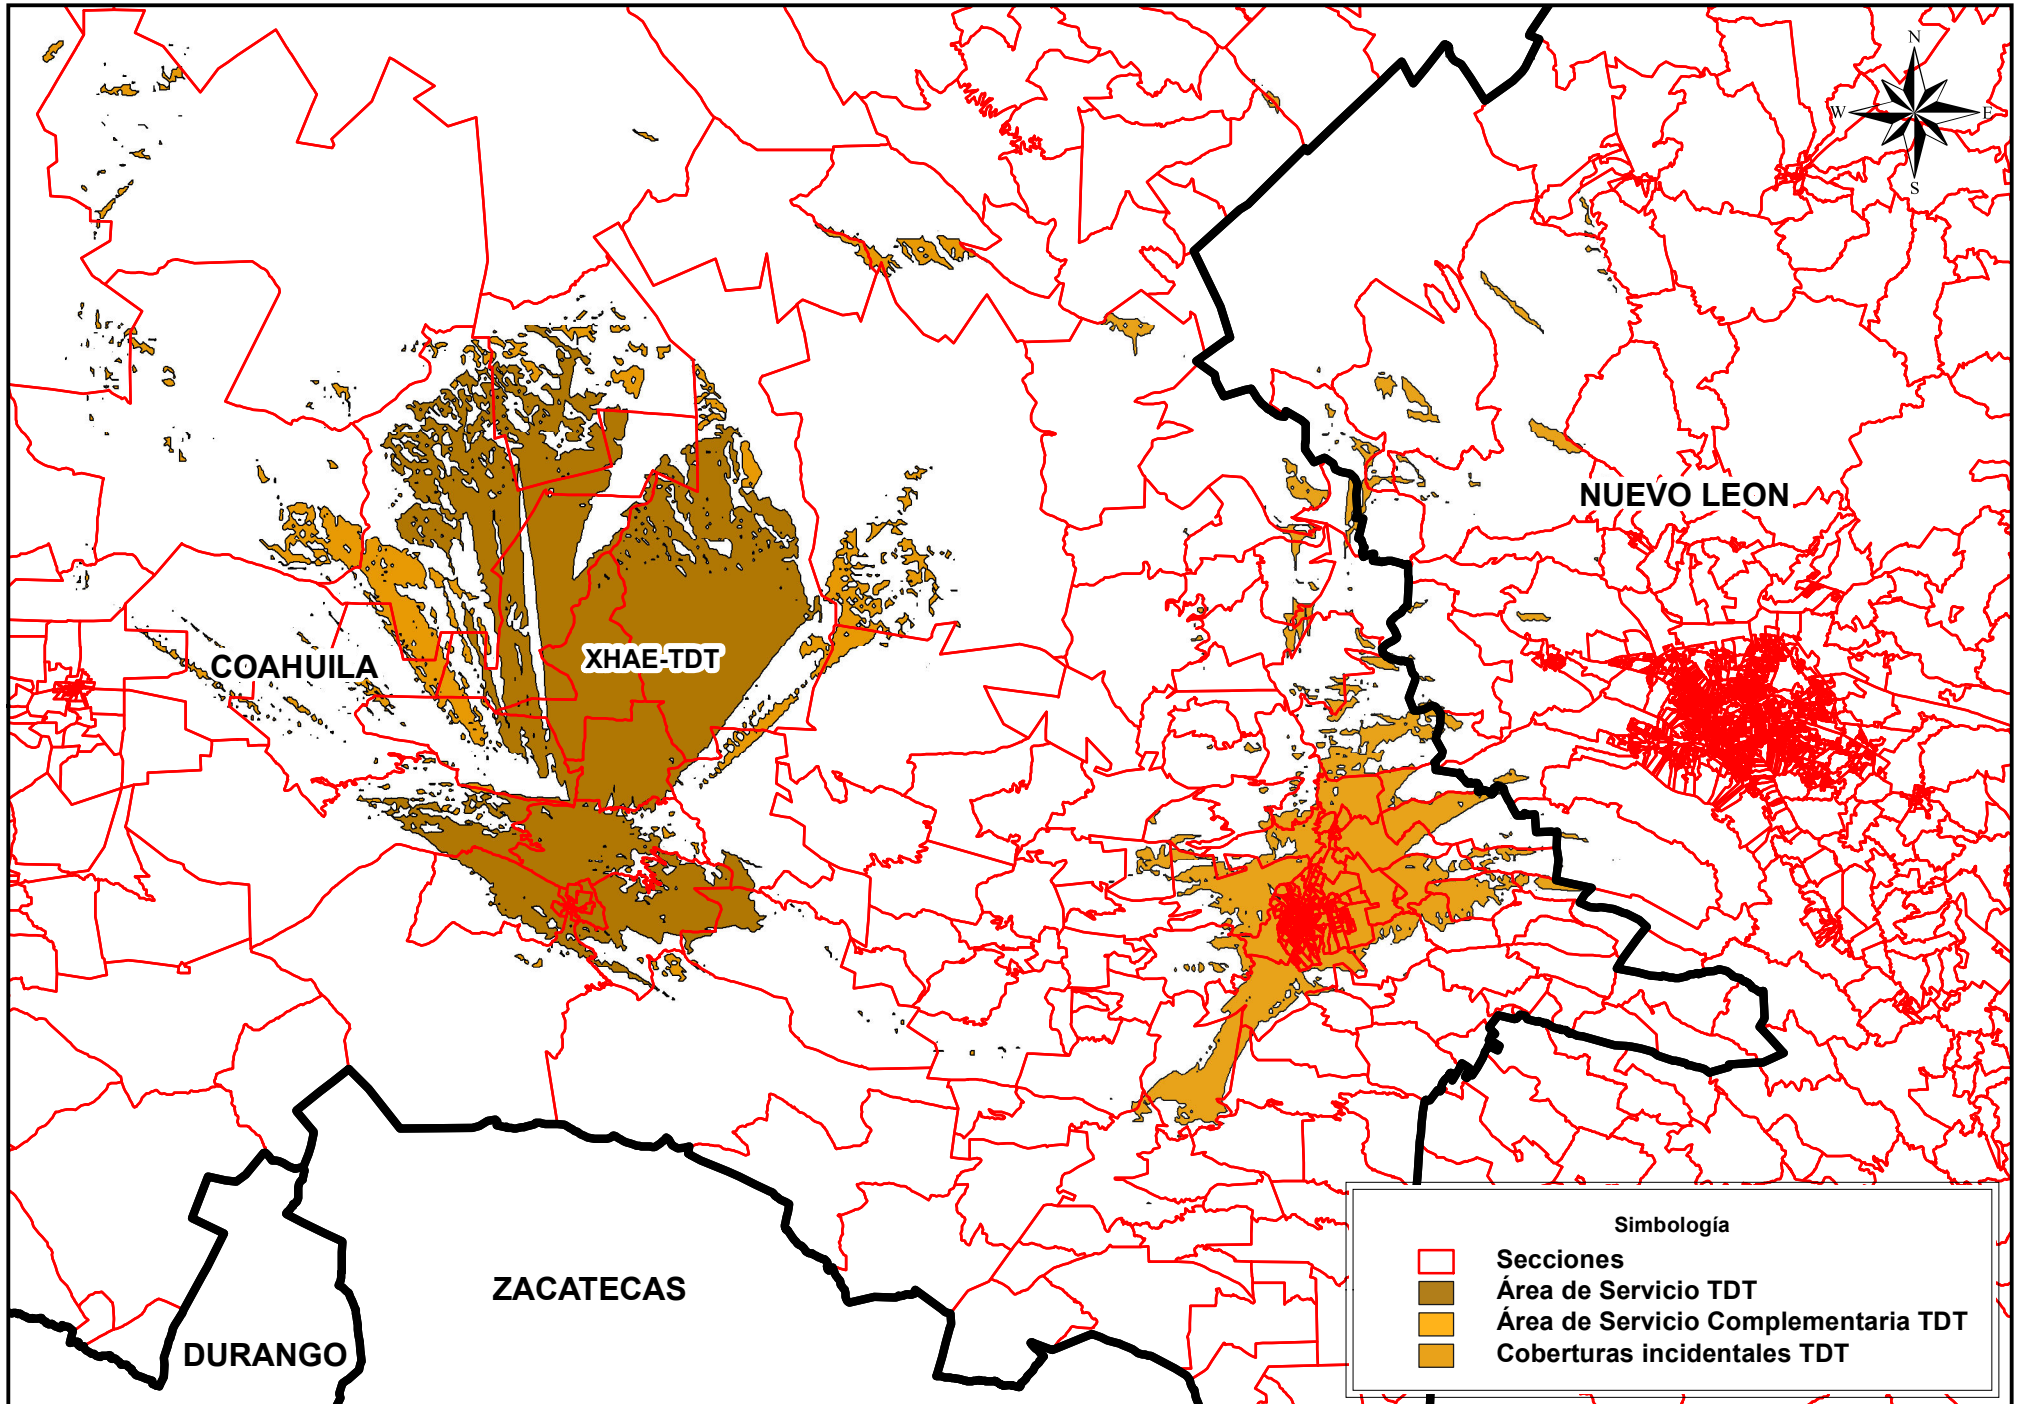 N
W E
S
NUEVO LEON
COAHUILA
XHAE-TDT
ZACATECAS
DURANGO
Simbología
Secciones
Área de Servicio TDT
Área de Servicio Complementaria TDT
Coberturas incidentales TDT